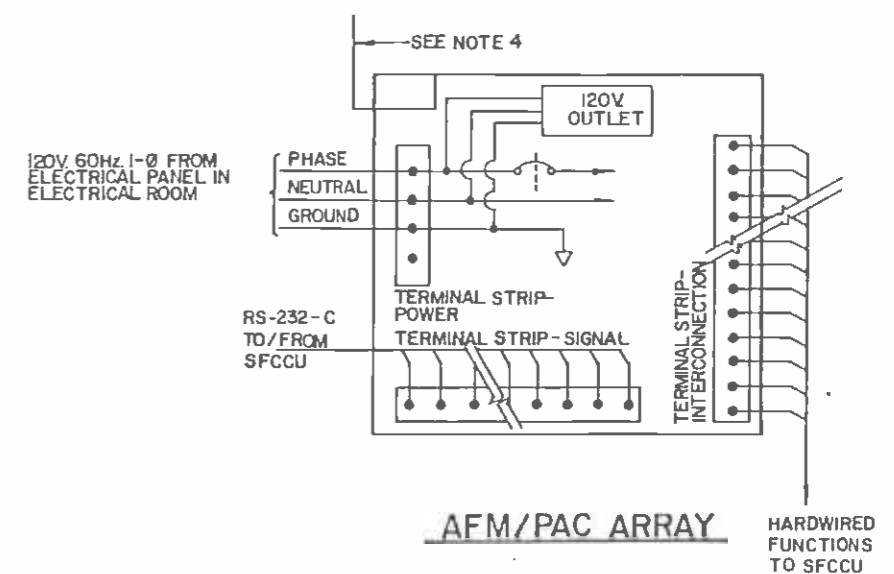 SEE NOTE 4
120V. OUTLET
120V. 60Hz. 1-Ø FROM
ELECTRICAL PANEL IN
ELECTRICAL ROOM
PHASE
NEUTRAL
GROUND
TERMINAL STRIP-
POWER
RS-232-C
TO/FROM
SFCCU
TERMINAL STRIP-SIGNAL
TERMINAL STRIP-
INTERCONNECTION
AFM/PAC ARRAY
HARDWIRED
FUNCTIONS
TO SFCCU